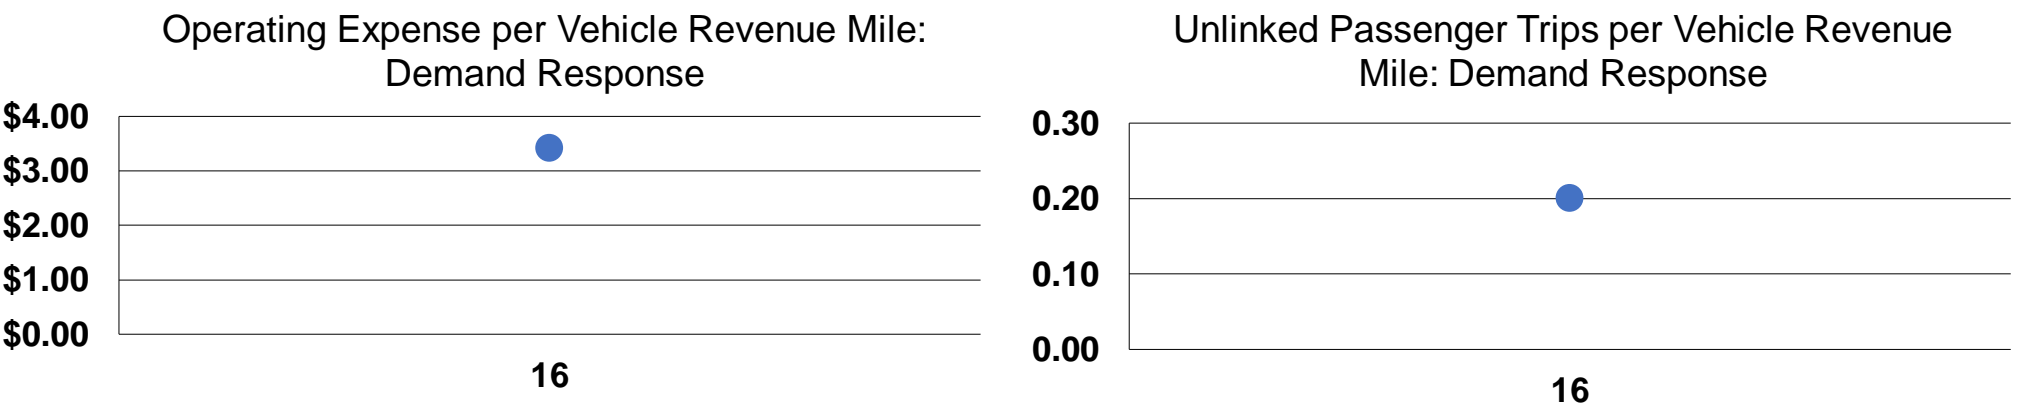 Operating Expense per Vehicle Revenue Mile:
Demand Response
$4.00
$3.00
$2.00
$1.00
$0.00
16
Unlinked Passenger Trips per Vehicle Revenue
Mile: Demand Response
0.30
0.20
0.10
0.00
16